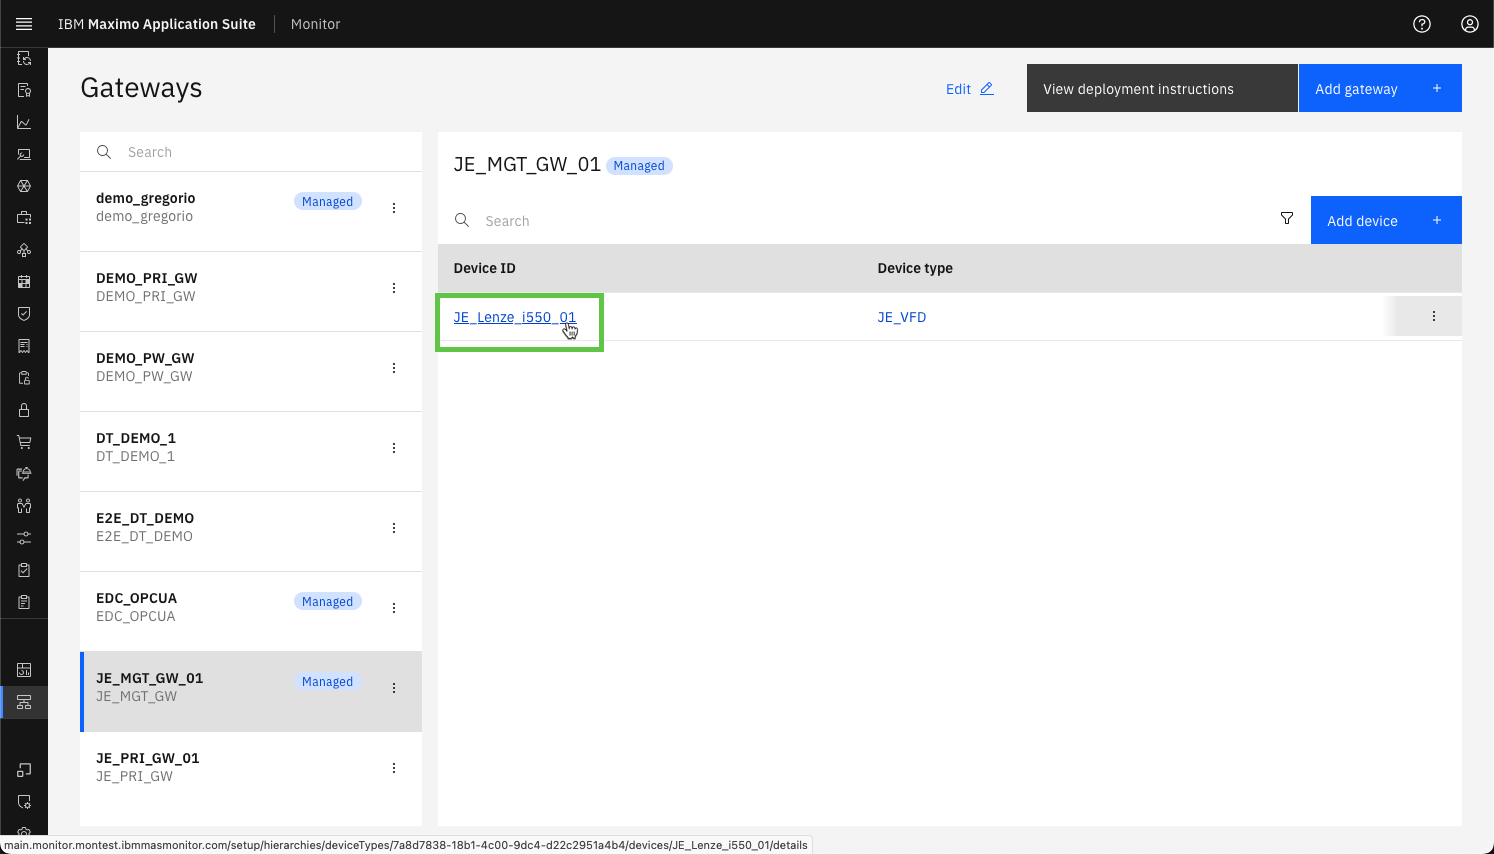 IBM Maximo Application Suite Monitor
Gateways
Edit
View deployment instructions
Add gateway +
Search
demo_gregorio Managed
demo_gregorio
DEMO_PRI_GW
DEMO_PRI_GW
DEMO_PW_GW
DEMO_PW_GW
DT_DEMO_1
DT_DEMO_1
E2E_DT_DEMO
E2E_DT_DEMO
EDC_OPCUA Managed
EDC_OPCUA
JE_MGT_GW_01 Managed
JE_MGT_GW
JE_PRI_GW_01
JE_PRI_GW
JE_MGT_GW_01 Managed
Search
Add device +
Device ID Device type
JE_Lenze_i550_01 JE_VFD
main.monitor.montest.ibmmasmonitor.com/setup/hierarchies/deviceTypes/7a8d7838-18b1-4c00-9dc4-d22c2951a4b4/devices/JE_Lenze_i550_01/details